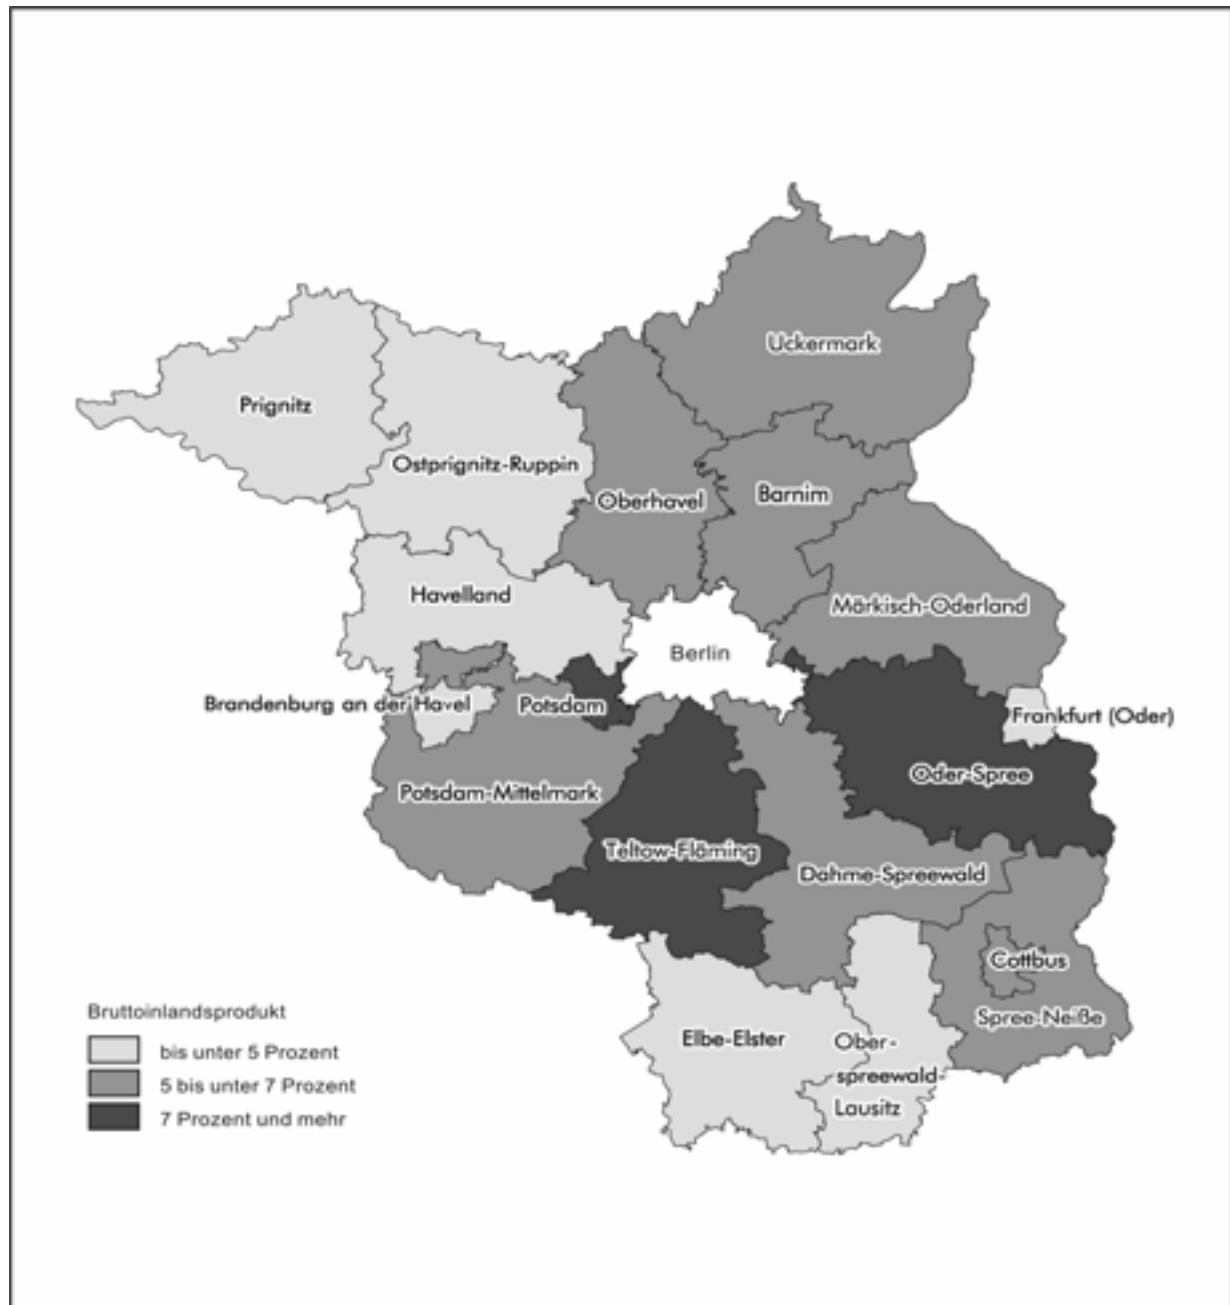 Uckermark
Prignitz
Ostprignitz-Ruppin
Oberhavel
Barnim
Havelland
Märkisch-Oderland
Berlin
Brandenburg an der Havel
Potsdam
Frankfurt (Oder)
Potsdam-Mittelmark
Oder-Spree
Teltow-Fläming
Dahme-Spreewald
Cottbus
Spree-Neiße
Elbe-Elster
Ober-
spreewald-
Lausitz
Bruttoinlandsprodukt
bis unter 5 Prozent
5 bis unter 7 Prozent
7 Prozent und mehr